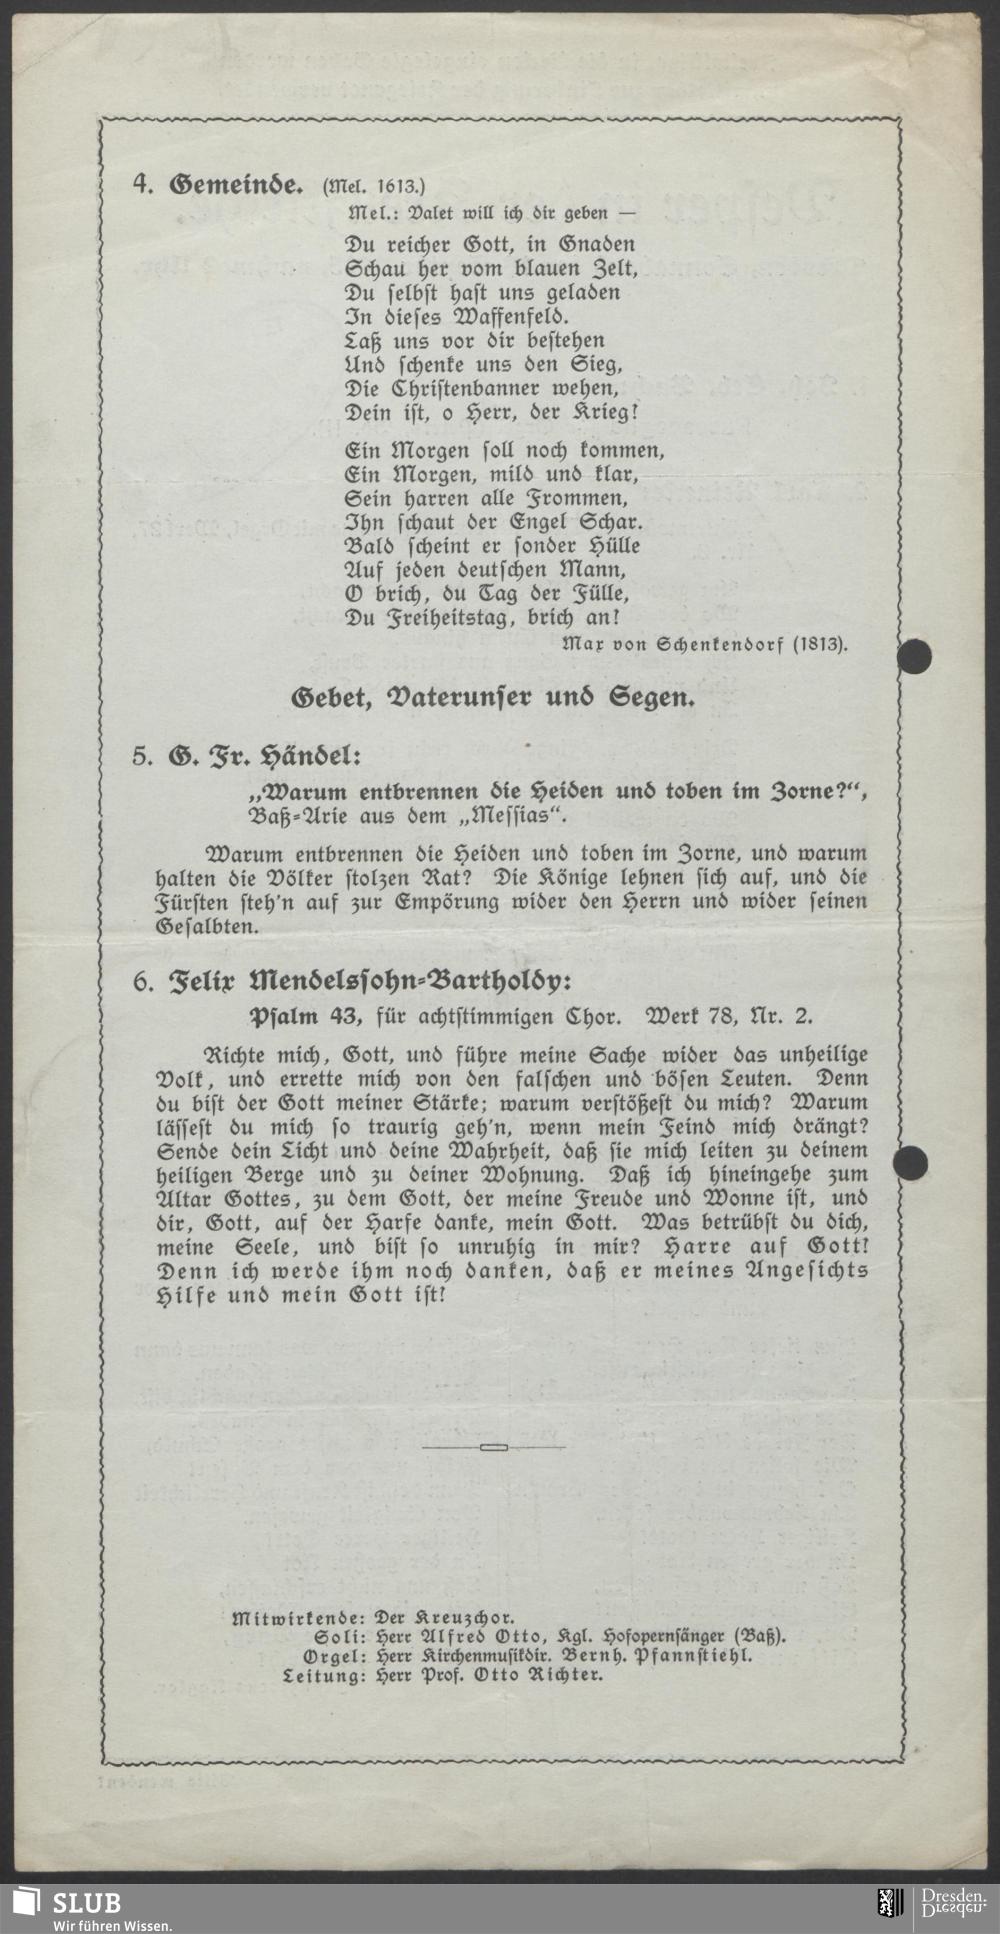 4. Gemeinde. (Mel. 1613.)
Mel.: Valet will ich dir geben —
Du reicher Gott, in Gnaden
Schau her vom blauen Zelt,
Du selbst hast uns geladen
In dieses Waffenfeld.
Laß uns vor dir bestehen
Und schenke uns den Sieg,
Die Christenbanner wehen,
Dein ist, o Herr, der Krieg!
Ein Morgen soll noch kommen,
Ein Morgen, mild und klar,
Sein harren alle Frommen,
Ihn schaut der Engel Schar.
Bald scheint er sonder Hülle
Auf jeden deutschen Mann,
O brich, du Tag der Fülle,
Du Freiheitstag, brich an!
Max von Schenkendorf (1813).
Gebet, Vaterunser und Segen.
5. G. Fr. Händel:
„Warum entbrennen die Heiden und toben im Zorne?“,
Baß-Arie aus dem „Messias“.
Warum entbrennen die Heiden und toben im Zorne, und warum
halten die Völker stolzen Rat? Die Könige lehnen sich auf, und die
Fürsten steh'n auf zur Empörung wider den Herrn und wider seinen
Gesalbten.
6. Felix Mendelssohn-Bartholdy:
Psalm 43, für achtstimmigen Chor. Werk 78, Nr. 2.
Richte mich, Gott, und führe meine Sache wider das unheilige
Volk, und errette mich von den falschen und bösen Leuten. Denn
du bist der Gott meiner Stärke; warum verstößest du mich? Warum
lässest du mich so traurig geh'n, wenn mein Feind mich drängt?
Sende dein Licht und deine Wahrheit, daß sie mich leiten zu deinem
heiligen Berge und zu deiner Wohnung. Daß ich hineingehe zum
Altar Gottes, zu dem Gott, der meine Freude und Wonne ist, und
dir, Gott, auf der Harfe danke, mein Gott. Was betrübst du dich,
meine Seele, und bist so unruhig in mir? Harre auf Gott!
Denn ich werde ihm noch danken, daß er meines Angesichts
Hilfe und mein Gott ist!
Mitwirkende: Der Kreuzchor.
Soli: Herr Alfred Otto, Kgl. Hofopernsänger (Baß).
Orgel: Herr Kirchenmusikdir. Bernh. Pfannstiehl.
Leitung: Herr Prof. Otto Richter.
SLUB
Wir führen Wissen.
Dresden.
Dresden.